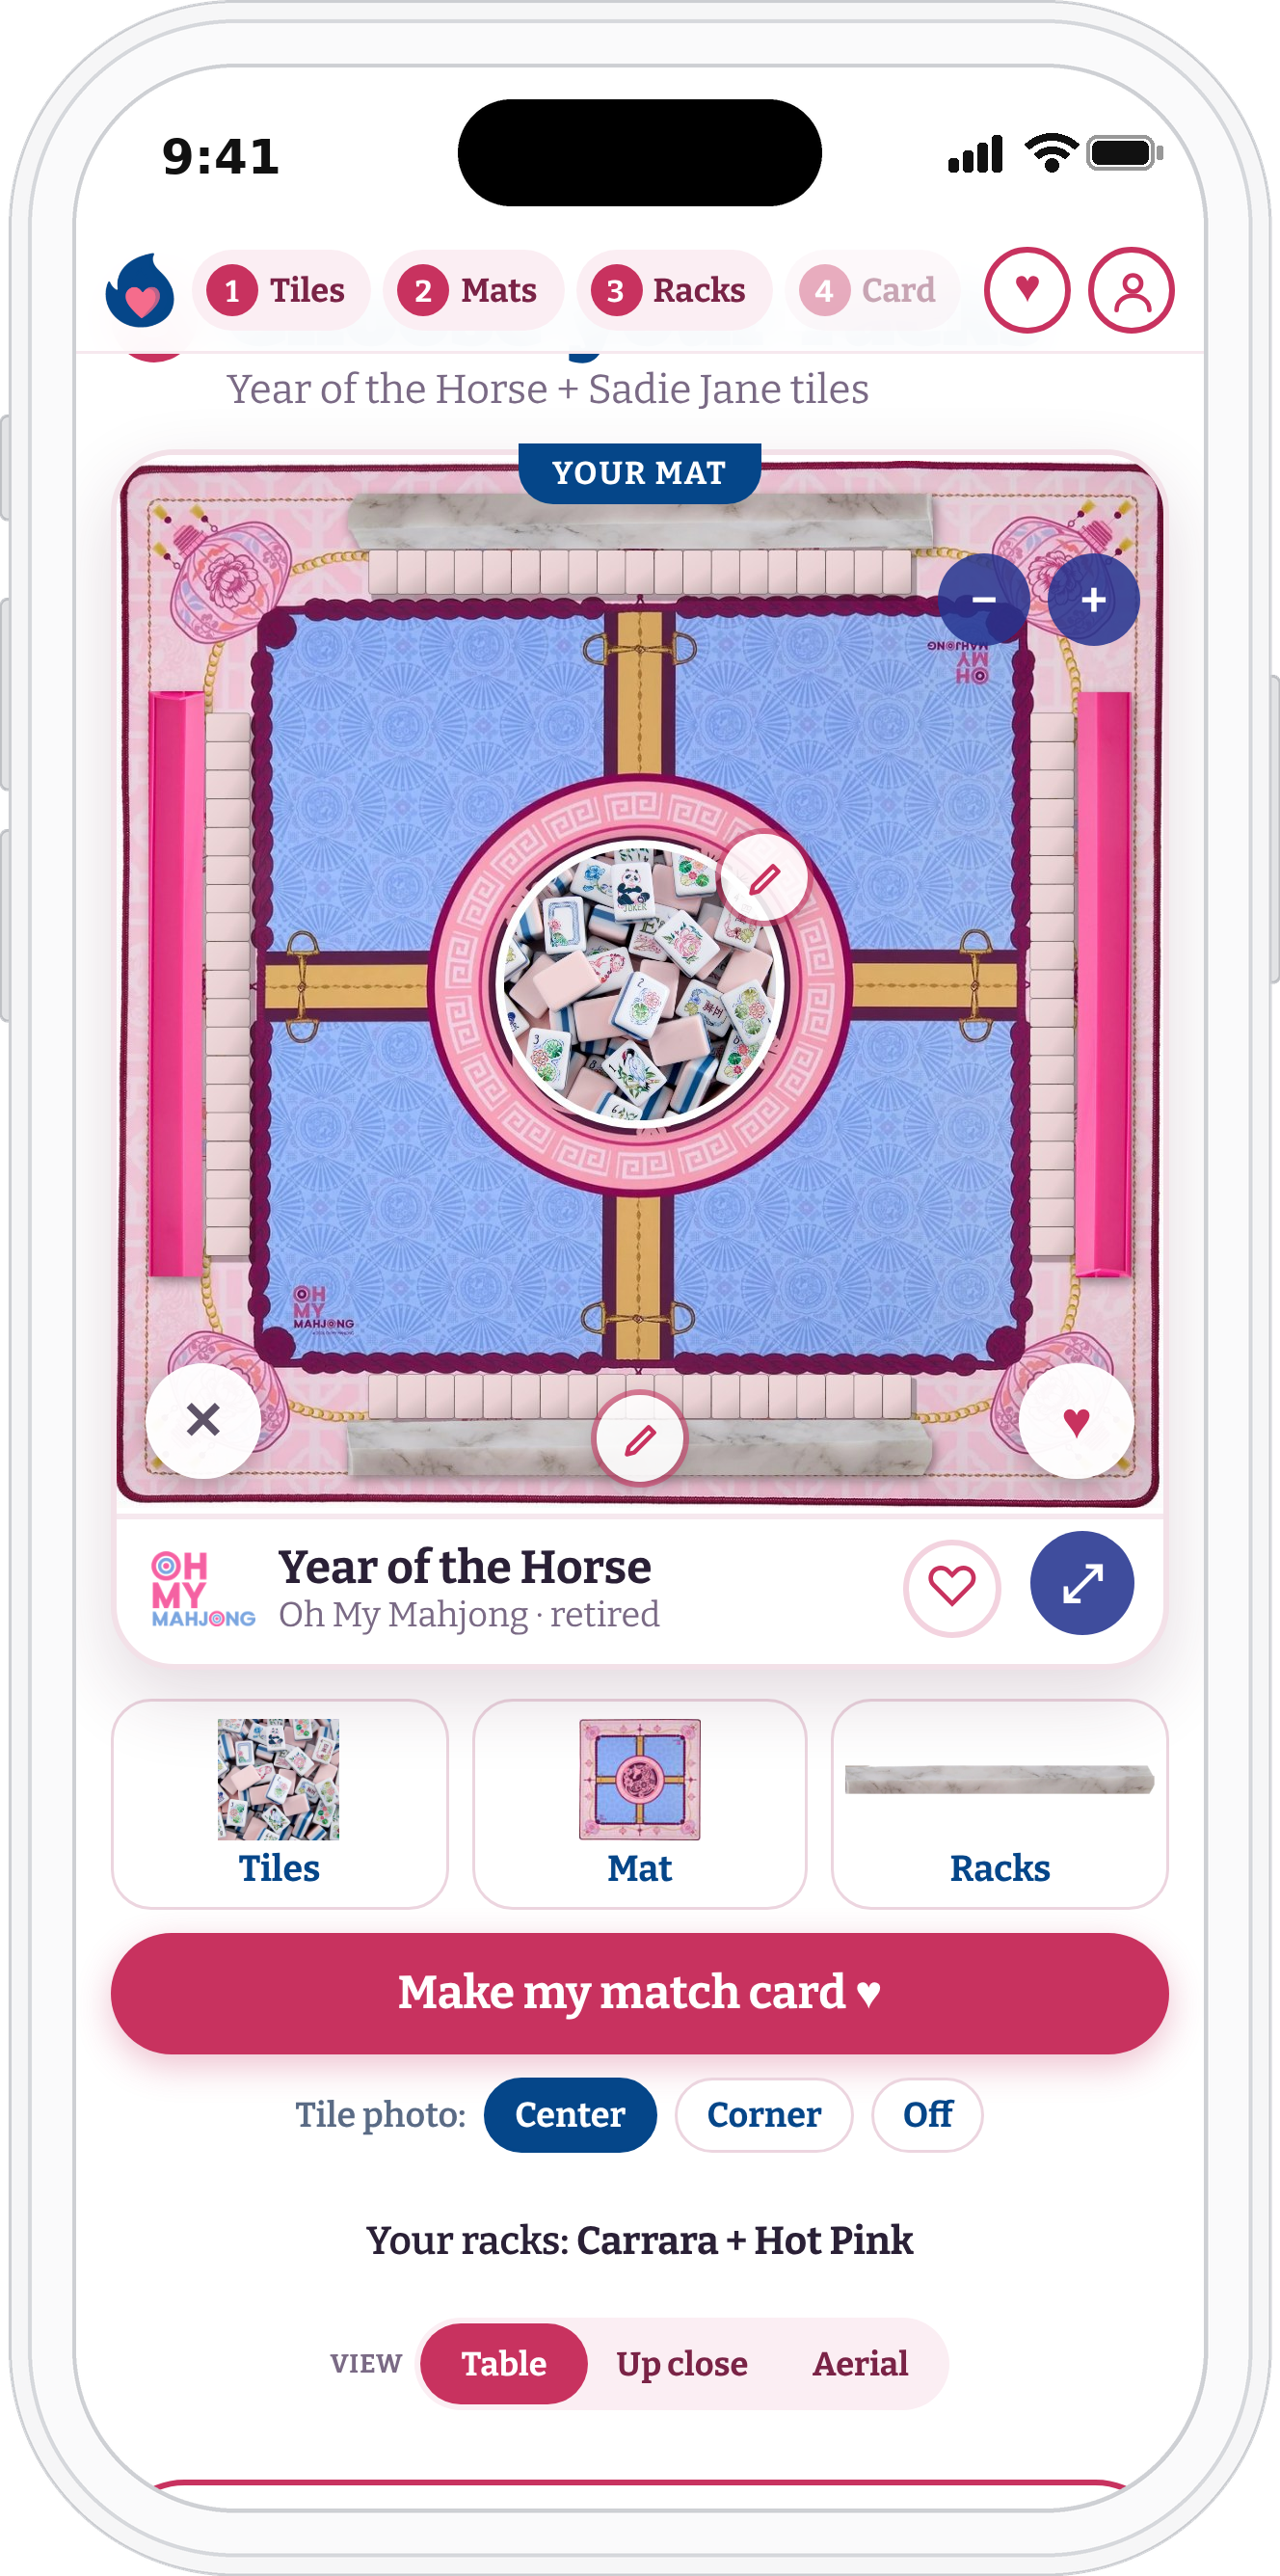 9:41
1 Tiles
2 Mats
3 Racks
4 Card
Year of the Horse + Sadie Jane tiles
YOUR MAT
− +
OH
MY
MAHJONG
JOKER
2
3
OH
MY
MAHJONG
OH
MY
MAHJONG
Year of the Horse
Oh My Mahjong · retired
Tiles
Mat
Racks
Make my match card ♥
Tile photo: Center Corner Off
Your racks: Carrara + Hot Pink
VIEW Table Up close Aerial